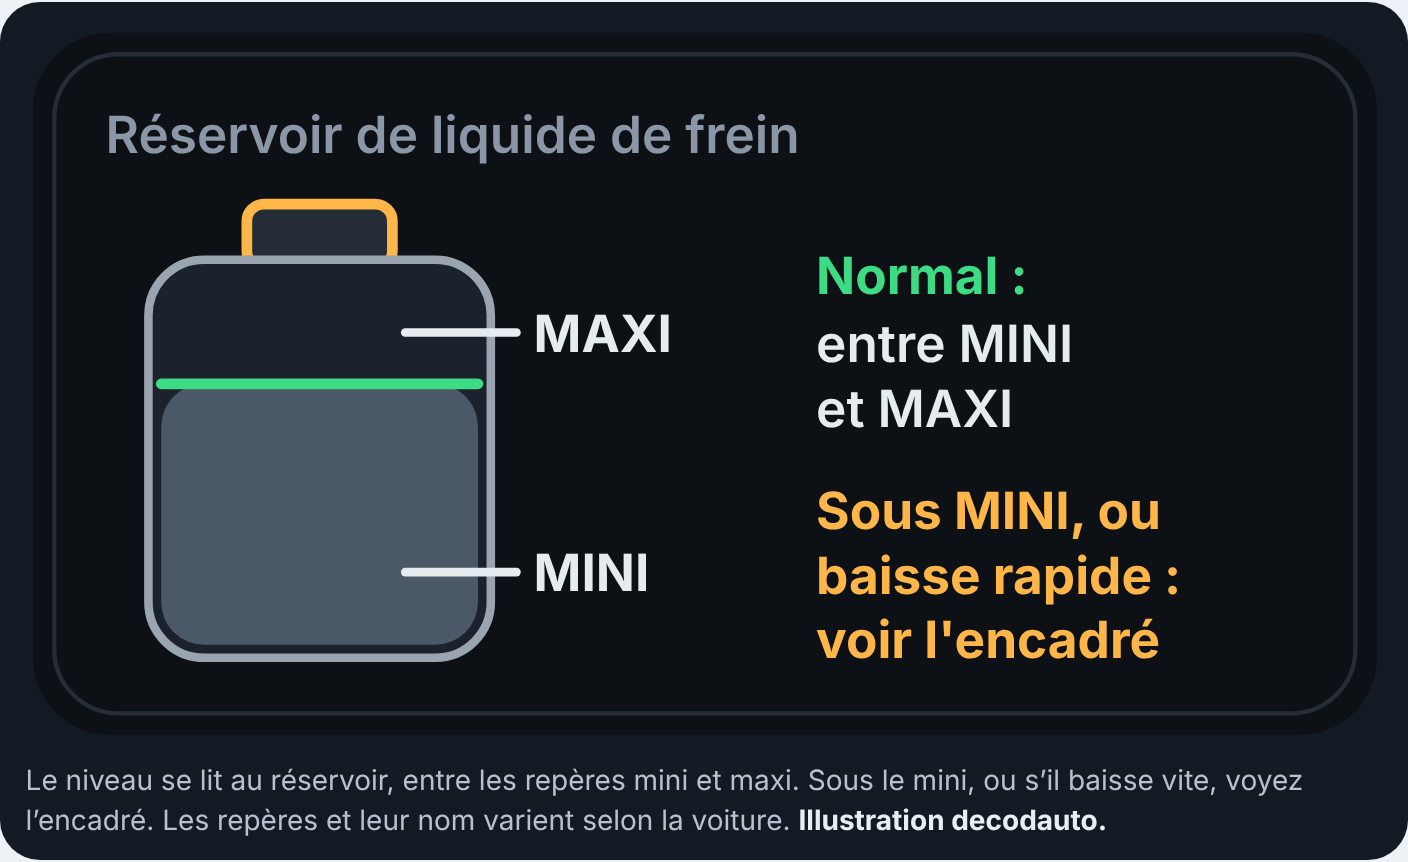 Réservoir de liquide de frein
MAXI
MINI
Normal :
entre MINI
et MAXI
Sous MINI, ou
baisse rapide :
voir l'encadré
Le niveau se lit au réservoir, entre les repères mini et maxi. Sous le mini, ou s’il baisse vite, voyez
l’encadré. Les repères et leur nom varient selon la voiture. Illustration decodauto.